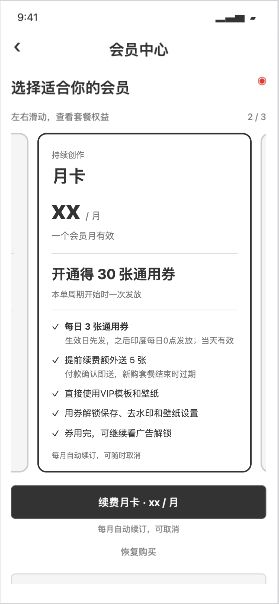 9:41
会员中心
选择适合你的会员
左右滑动，查看套餐权益
2 / 3
持续创作
月卡
XX / 月
一个会员月有效
开通得 30 张通用券
本单周期开始时一次发放
每日 3 张通用券
生效日先发，之后印度每日0点发放，当天有效
提前续费额外送 5 张
付款确认即送，新购套餐结束时过期
直接使用VIP模板和壁纸
用券解锁保存、去水印和壁纸设置
券用完，可继续看广告解锁
每月自动续订，可随时取消
续费月卡 · xx / 月
每月自动续订，可取消
恢复购买